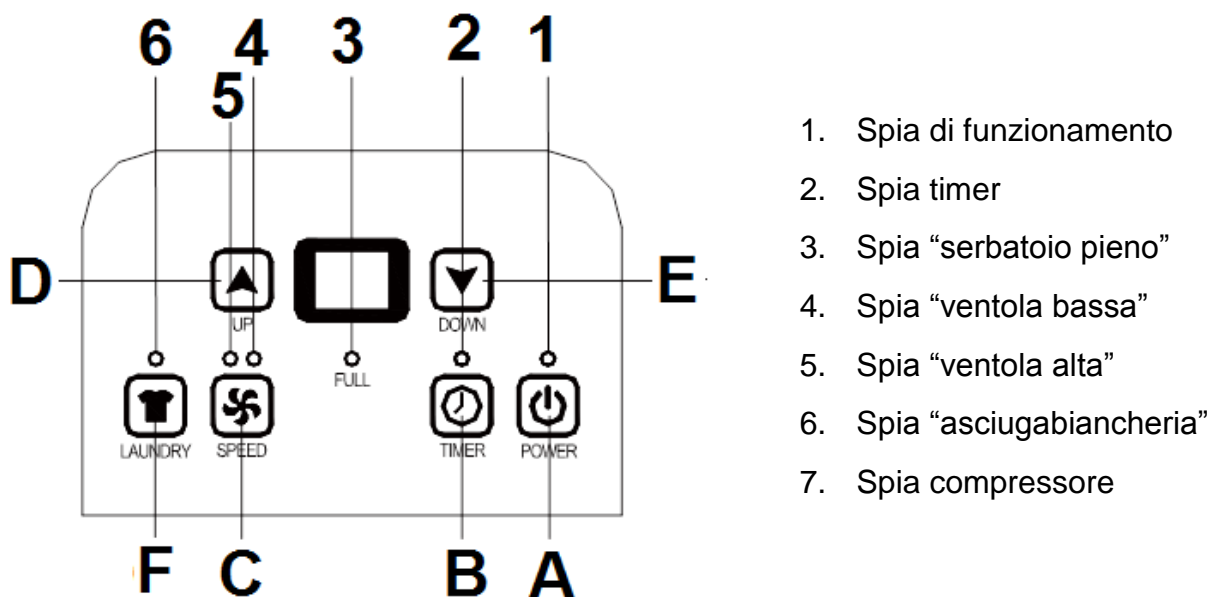 6 4 3 2 1
5
1. Spia di funzionamento
2. Spia timer
3. Spia “serbatoio pieno”
4. Spia “ventola bassa”
5. Spia “ventola alta”
6. Spia “asciugabiancheria”
7. Spia compressore
D E
UP DOWN
FULL
LAUNDRY SPEED TIMER POWER
F C B A